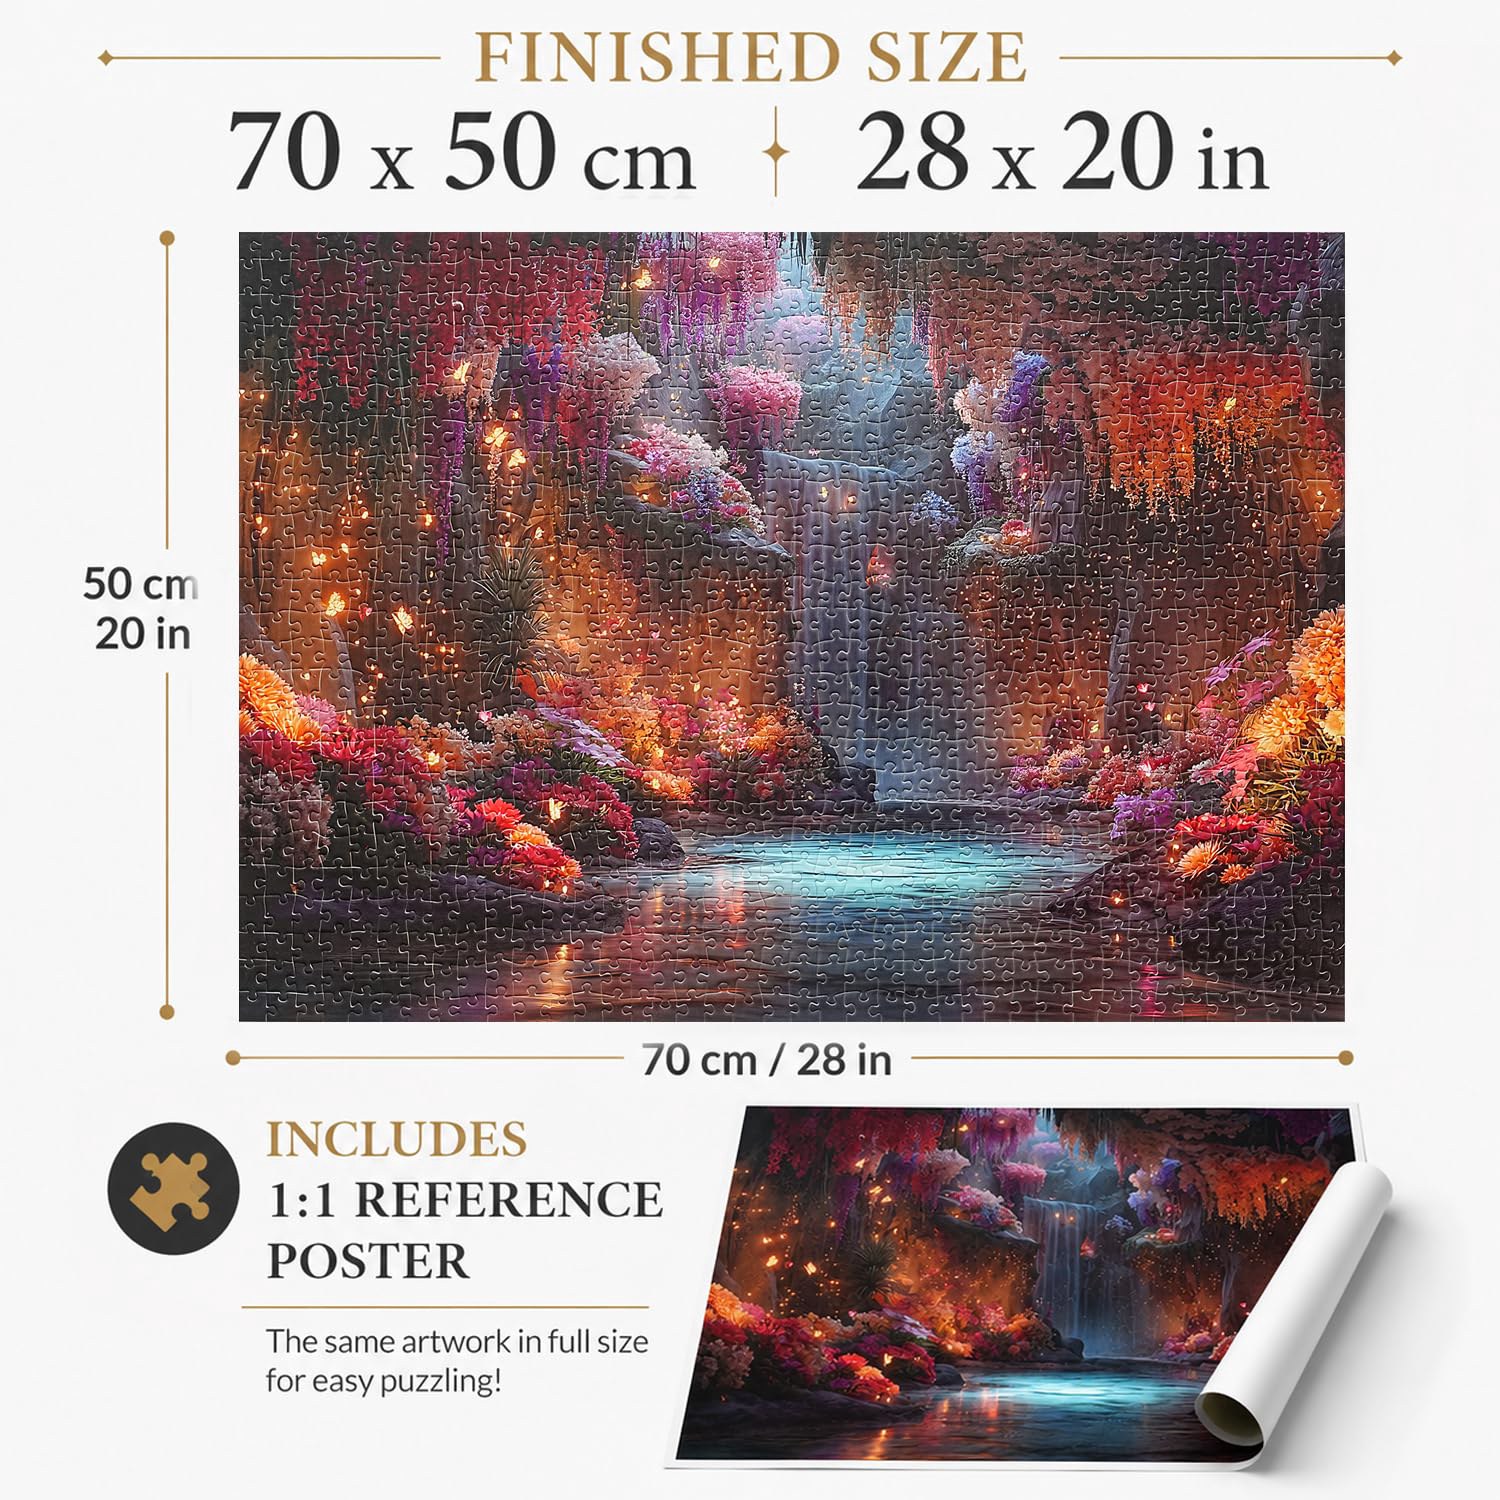 FINISHED SIZE
70 x 50 cm
28 x 20 in
50 cm
20 in
70 cm / 28 in
INCLUDES
1:1 REFERENCE
POSTER
The same artwork in full size
for easy puzzling!